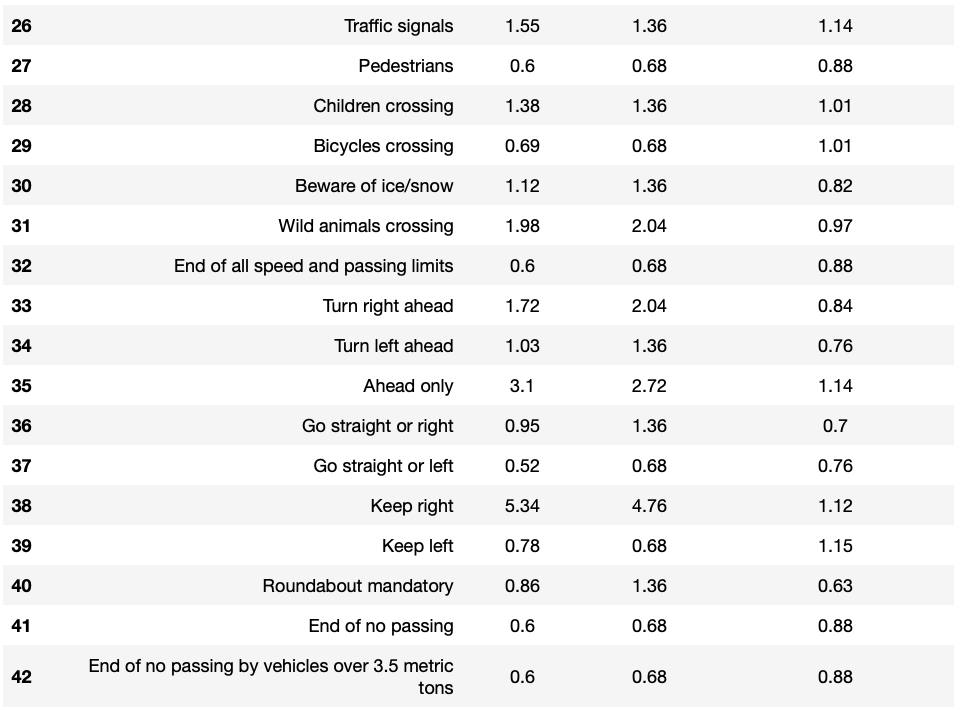 26 Traffic signals 1.55 1.36 1.14
27 Pedestrians 0.6 0.68 0.88
28 Children crossing 1.38 1.36 1.01
29 Bicycles crossing 0.69 0.68 1.01
30 Beware of ice/snow 1.12 1.36 0.82
31 Wild animals crossing 1.98 2.04 0.97
32 End of all speed and passing limits 0.6 0.68 0.88
33 Turn right ahead 1.72 2.04 0.84
34 Turn left ahead 1.03 1.36 0.76
35 Ahead only 3.1 2.72 1.14
36 Go straight or right 0.95 1.36 0.7
37 Go straight or left 0.52 0.68 0.76
38 Keep right 5.34 4.76 1.12
39 Keep left 0.78 0.68 1.15
40 Roundabout mandatory 0.86 1.36 0.63
41 End of no passing 0.6 0.68 0.88
42 End of no passing by vehicles over 3.5 metric
tons 0.6 0.68 0.88